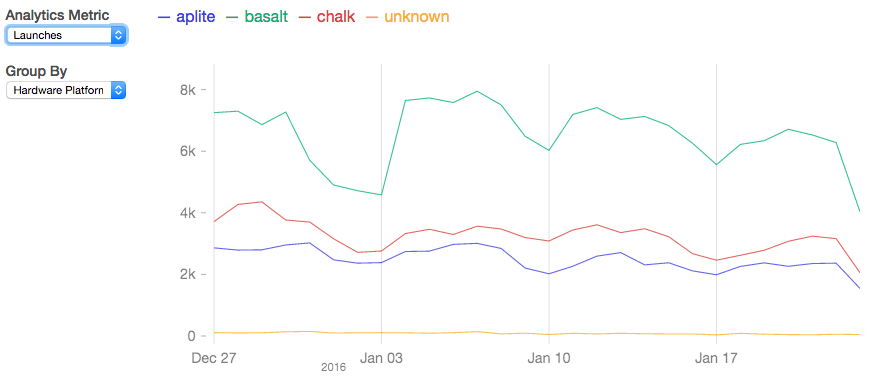 Analytics Metric
Launches
Group By
Hardware Platforn
— aplite — basalt — chalk — unknown
8k
6k
4k
2k
0
Dec 27 Jan 03 Jan 10 Jan 17
2016